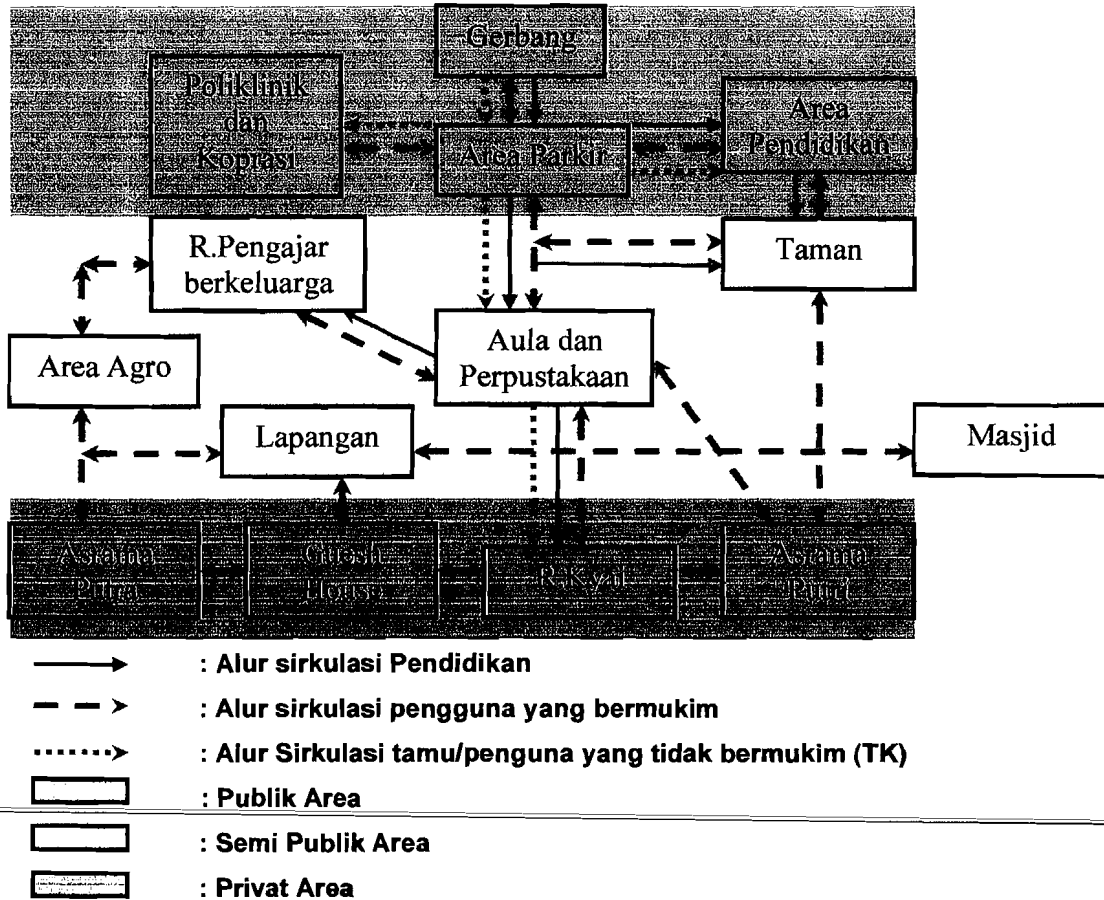 Gerbang
Poliklinik
dan
Koprasi
Area Parkir
Area
Pendidikan
R.Pengajar
berkeluarga
Taman
Area Agro
Aula dan
Perpustakaan
Lapangan
Masjid
Asrama
Putra
Guesh
House
R.Kyai
Asrama
Putri
: Alur sirkulasi Pendidikan
: Alur sirkulasi pengguna yang bermukim
: Alur Sirkulasi tamu/penguna yang tidak bermukim (TK)
: Publik Area
: Semi Publik Area
: Privat Area